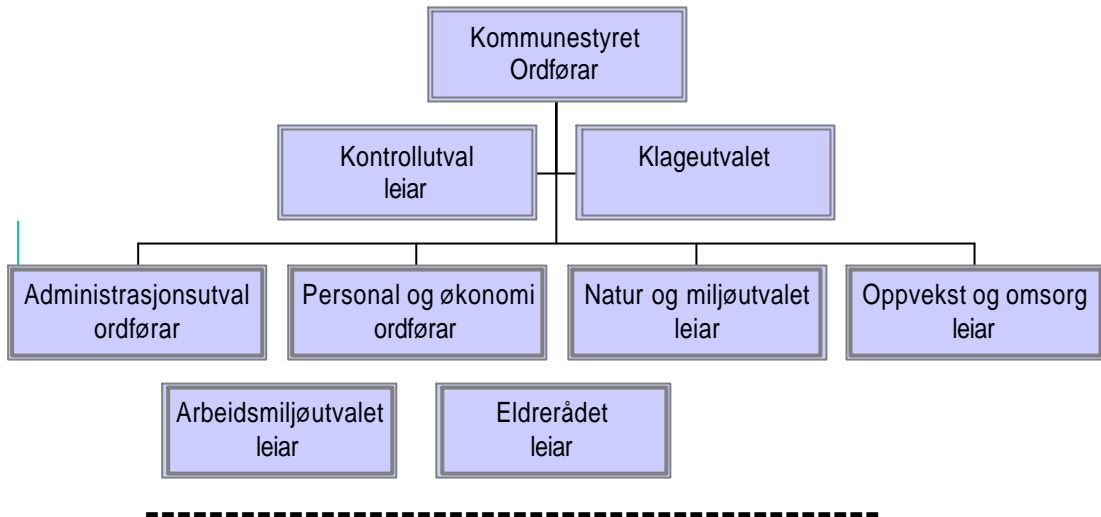 Kommunestyret
Ordførar
Kontrollutval
leiar
Klageutvalet
Administrasjonsutval
ordførar
Personal og økonomi
ordførar
Natur og miljøutvalet
leiar
Oppvekst og omsorg
leiar
Arbeidsmiljøutvalet
leiar
Eldrerådet
leiar